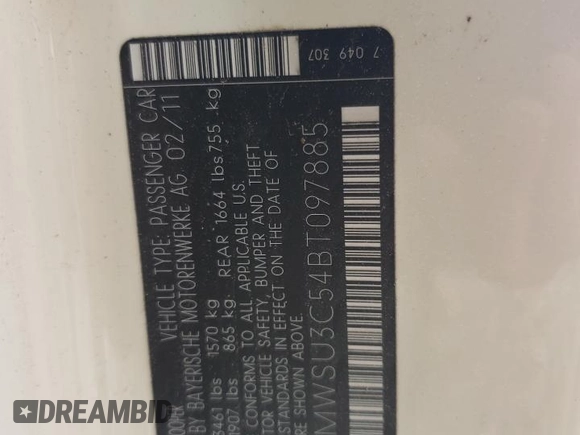 VEHICLE TYPE: PASSENGER CAR
BY BAYERISCHE MOTORENWERKE AG 02/11
3461 lbs 1570 kg
1907 lbs 865 kg. REAR 1664 lbs 755 kg
CONFORMS TO ALL APPLICABLE U.S.
VEHICLE SAFETY, BUMPER AND THEFT
STANDARDS IN EFFECT ON THE DATE OF
SHOWN ABOVE.
MWSU3C54BT097885
7 049 307
DREAMBID